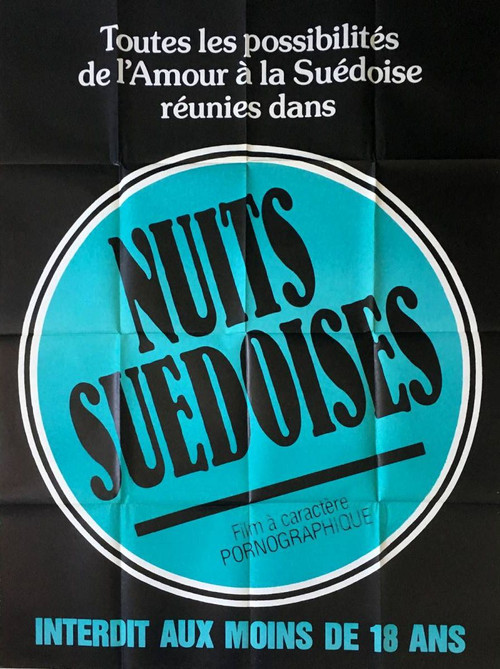 Toutes les possibilités
de l'Amour à la Suédoise
réunies dans
NUITS
SUEDOISES
Film à caractère
PORNOGRAPHIQUE
INTERDIT AUX MOINS DE 18 ANS